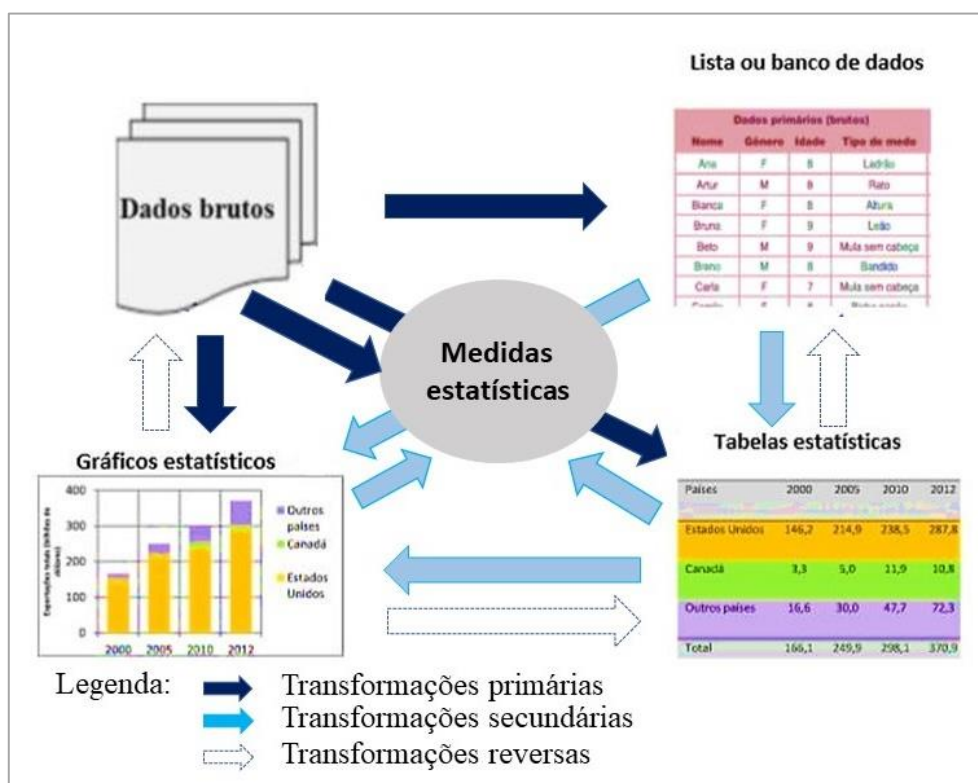 Lista ou banco de dados
Dados primários (brutos)
Nome Gênero Idade Tipo de medo
Ana F 8 Ladrão
Artur M 8 Rato
Bianca F 8 Altura
Bruna F 9 Leão
Beto M 9 Mula sem cabeça
Breno M 8 Bandido
Carla F 7 Mula sem cabeça
Dados brutos
Medidas
estatísticas
Gráficos estatísticos
Exportações totais (bilhões de
dólares)
400
300
200
100
0
2000 2005 2010 2012
Outros
países
Canadá
Estados
Unidos
Tabelas estatísticas
Países 2000 2005 2010 2012
Estados Unidos 146,2 214,9 238,5 287,8
Canadá 3,3 5,0 11,9 10,8
Outros países 16,6 30,0 47,7 72,3
Total 166,1 249,9 298,1 370,9
Legenda:
Transformações primárias
Transformações secundárias
Transformações reversas